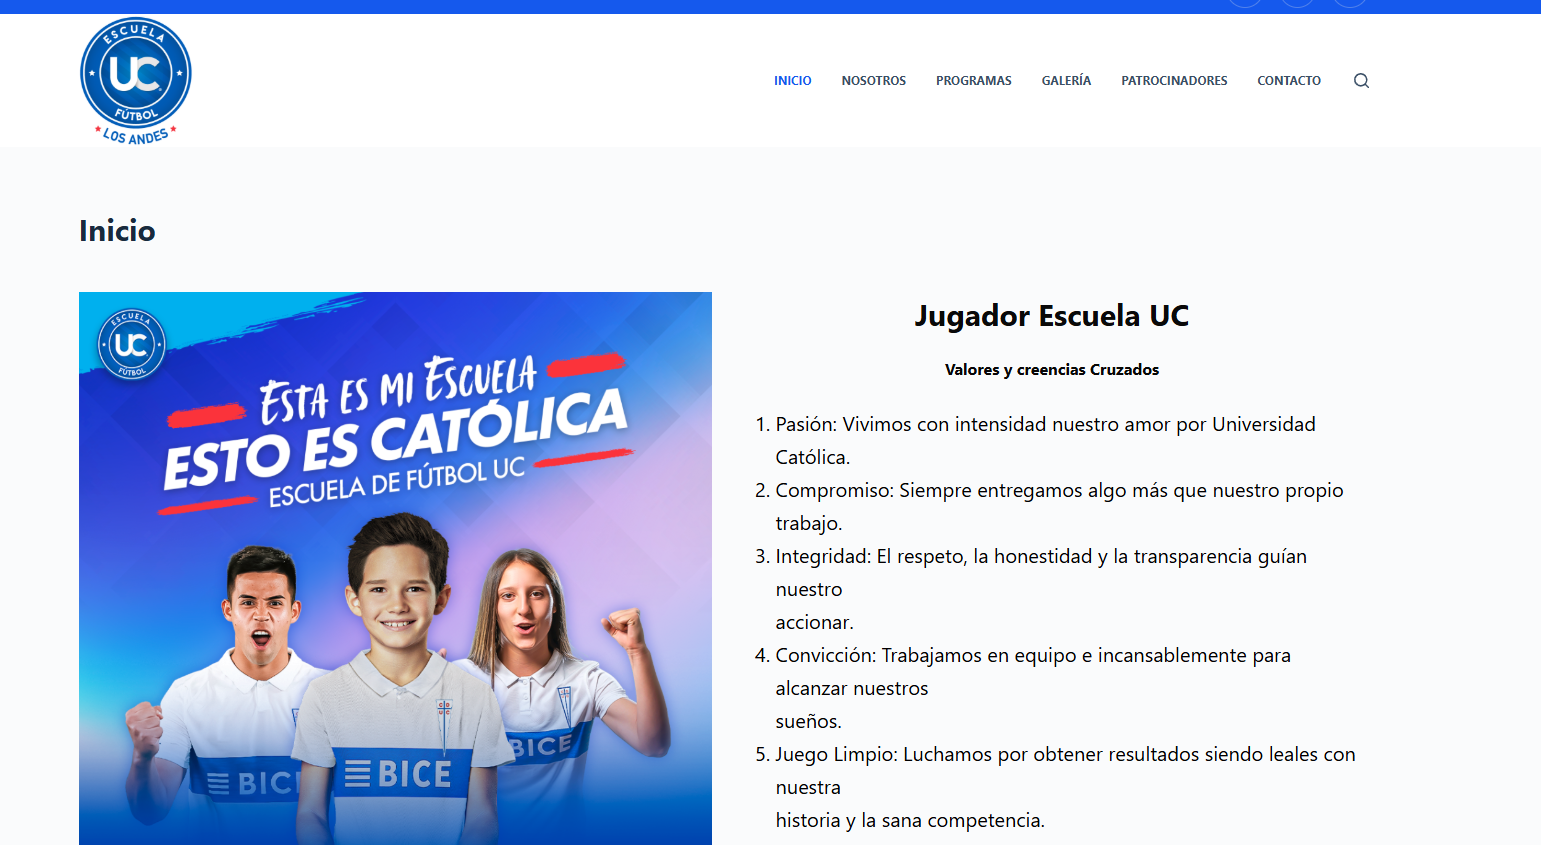 ESCUELA
UC
FÚTBOL
LOS ANDES
INICIO
NOSOTROS
PROGRAMAS
GALERÍA
PATROCINADORES
CONTACTO
Inicio
ESCUELA
UC
FÚTBOL
ESTA ES MI ESCUELA
ESTO ES CATÓLICA
ESCUELA DE FÚTBOL UC
CD
UC
BICE
BICE
BIC
Jugador Escuela UC
Valores y creencias Cruzados
1. Pasión: Vivimos con intensidad nuestro amor por Universidad
Católica.
2. Compromiso: Siempre entregamos algo más que nuestro propio
trabajo.
3. Integridad: El respeto, la honestidad y la transparencia guían
nuestro
accionar.
4. Convicción: Trabajamos en equipo e incansablemente para
alcanzar nuestros
sueños.
5. Juego Limpio: Luchamos por obtener resultados siendo leales con
nuestra
historia y la sana competencia.